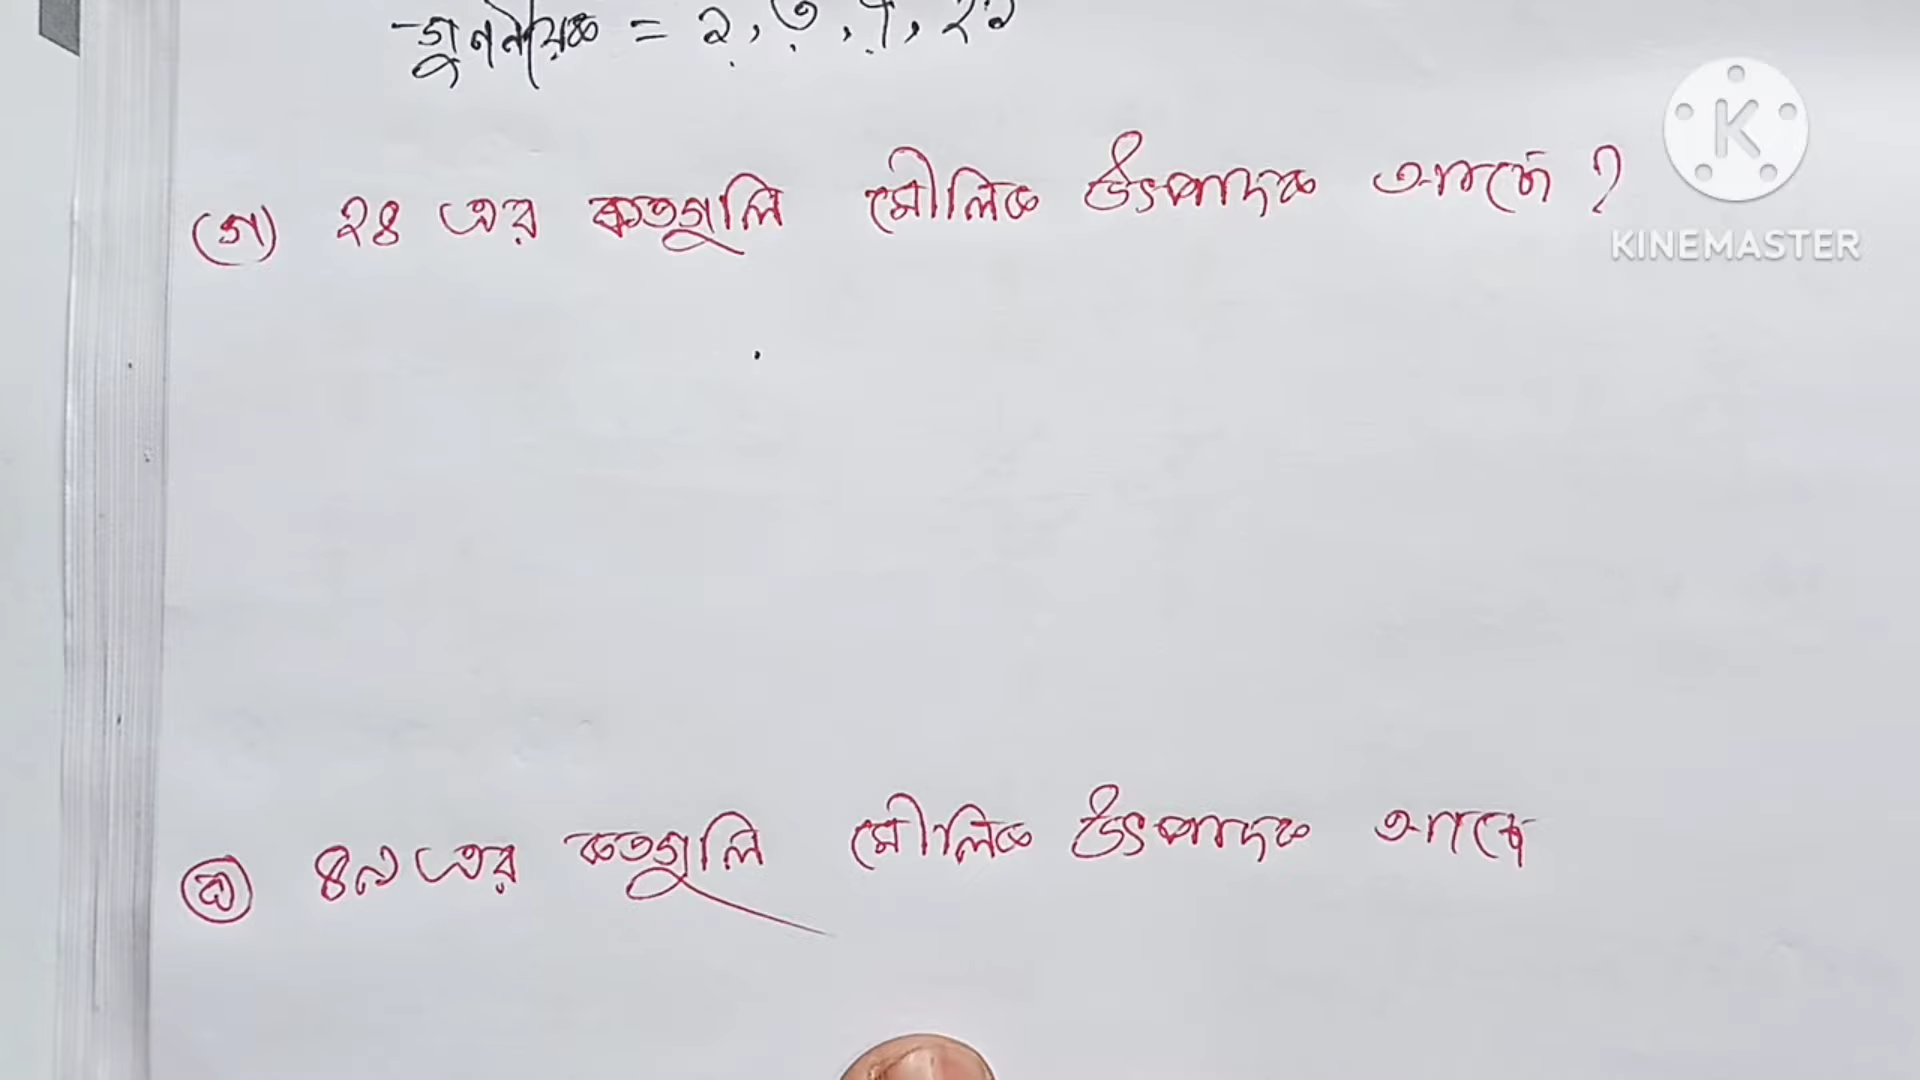 গুণনীয়ক = ২, ৩, ৭, ২১
(গ) ২৪ এর কতগুলি মৌলিক উৎপাদক আছে ?
(ঘ) ৪৯ এর কতগুলি মৌলিক উৎপাদক আছে
K
KINEMASTER